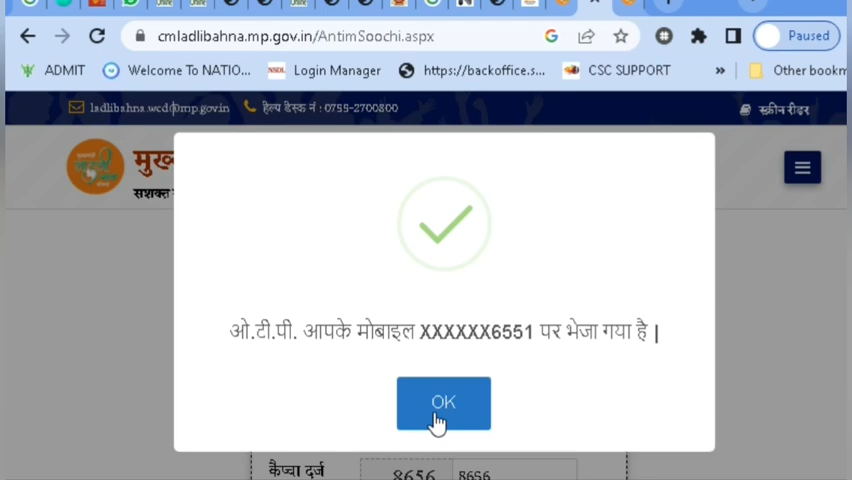 cmladlibahna.mp.gov.in/AntimSoochi.aspx
Paused
ADMIT
Welcome To NATIO...
Login Manager
https://backoffice.s...
CSC SUPPORT
»
Other bookm
ladlibahna.wcd@mp.gov.in
हेल्प डेस्क नं : 0755-2700800
स्क्रीन रीडर
मुख्
सशक्त
ओ.टी.पी. आपके मोबाइल XXXXXX6551 पर भेजा गया है |
OK
कैप्चा दर्ज
8656
8656